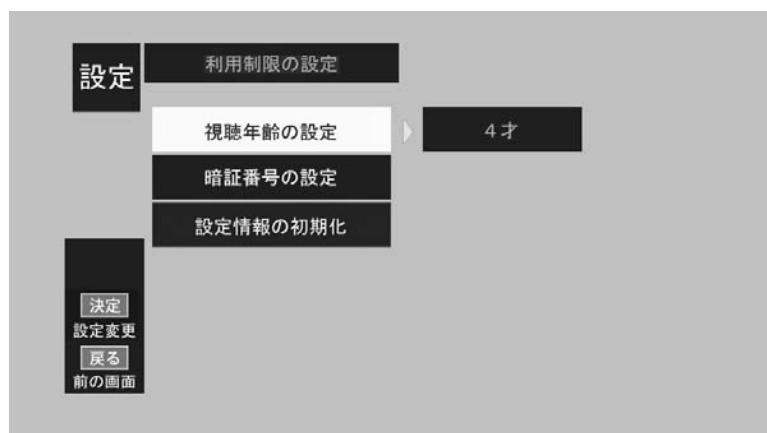 設定
利用制限の設定
視聴年齢の設定
4才
暗証番号の設定
設定情報の初期化
決定
設定変更
戻る
前の画面